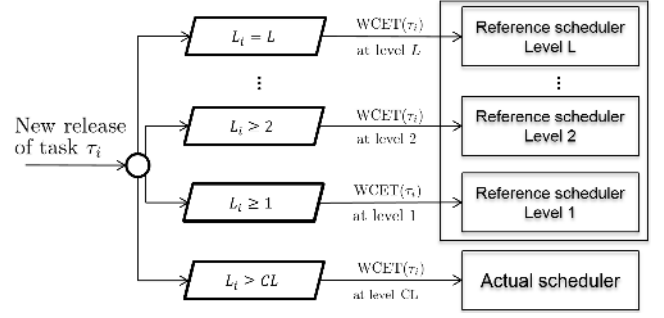 L_i = L
WCET(τ_i)
at level L
Reference scheduler
Level L
⋮
⋮
New release
of task τ_i
L_i > 2
WCET(τ_i)
at level 2
Reference scheduler
Level 2
L_i ≥ 1
WCET(τ_i)
at level 1
Reference scheduler
Level 1
L_i > CL
WCET(τ_i)
at level CL
Actual scheduler